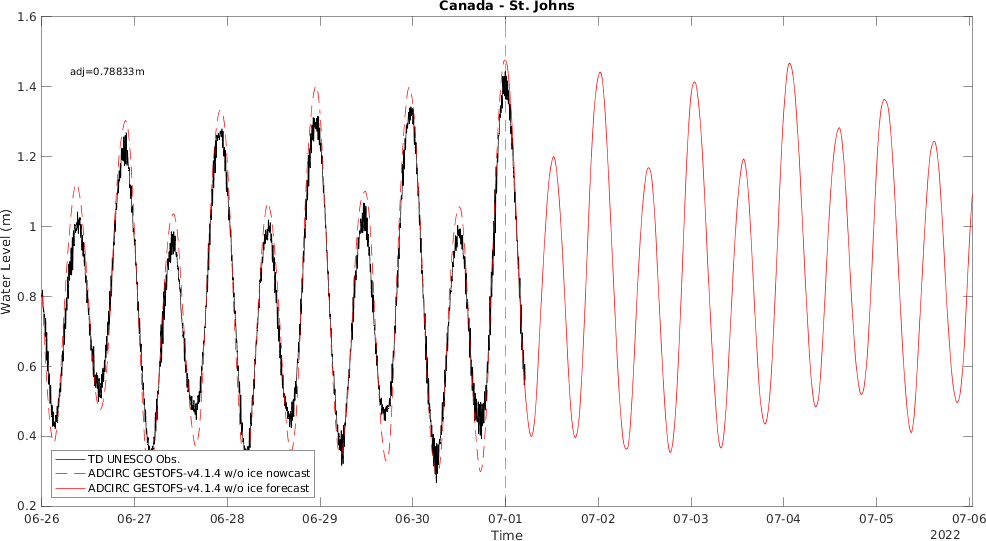 Canada - St. Johns
adj=0.78833m
Water Level (m)
1.6
1.4
1.2
1
0.8
0.6
0.4
0.2
TD UNESCO Obs.
ADCIRC GESTOFS-v4.1.4 w/o ice nowcast
ADCIRC GESTOFS-v4.1.4 w/o ice forecast
06-26 06-27 06-28 06-29 06-30 07-01 07-02 07-03 07-04 07-05 07-06
Time
2022